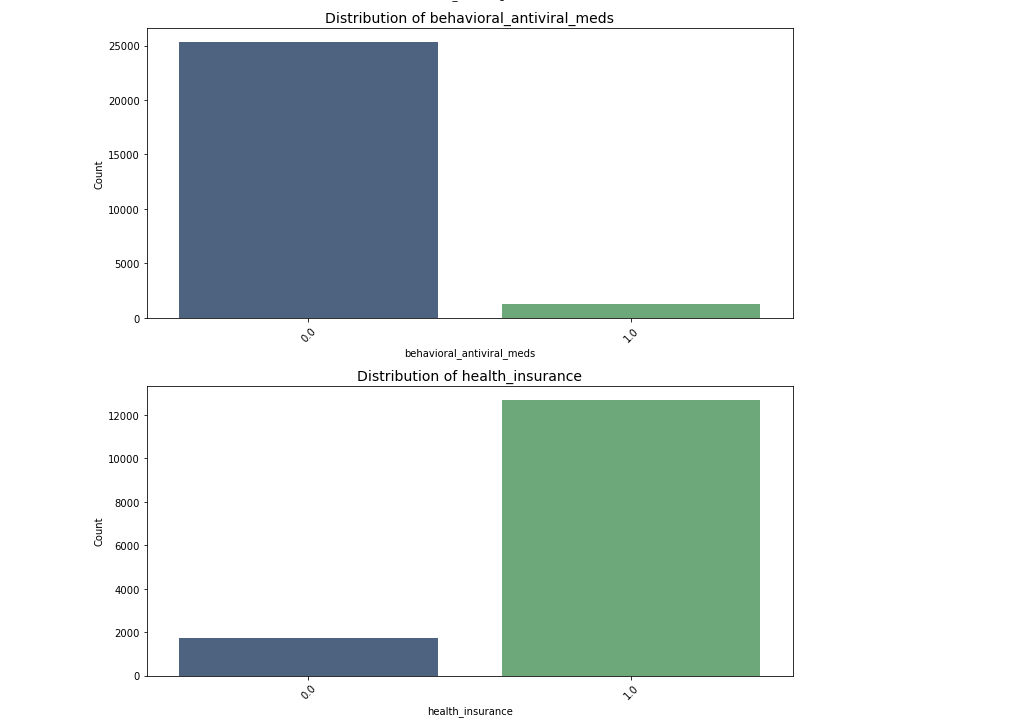 Distribution of behavioral_antiviral_meds
25000
20000
15000
10000
5000
0
Count
0.0
1.0
behavioral_antiviral_meds
Distribution of health_insurance
12000
10000
8000
6000
4000
2000
0
Count
0.0
1.0
health_insurance